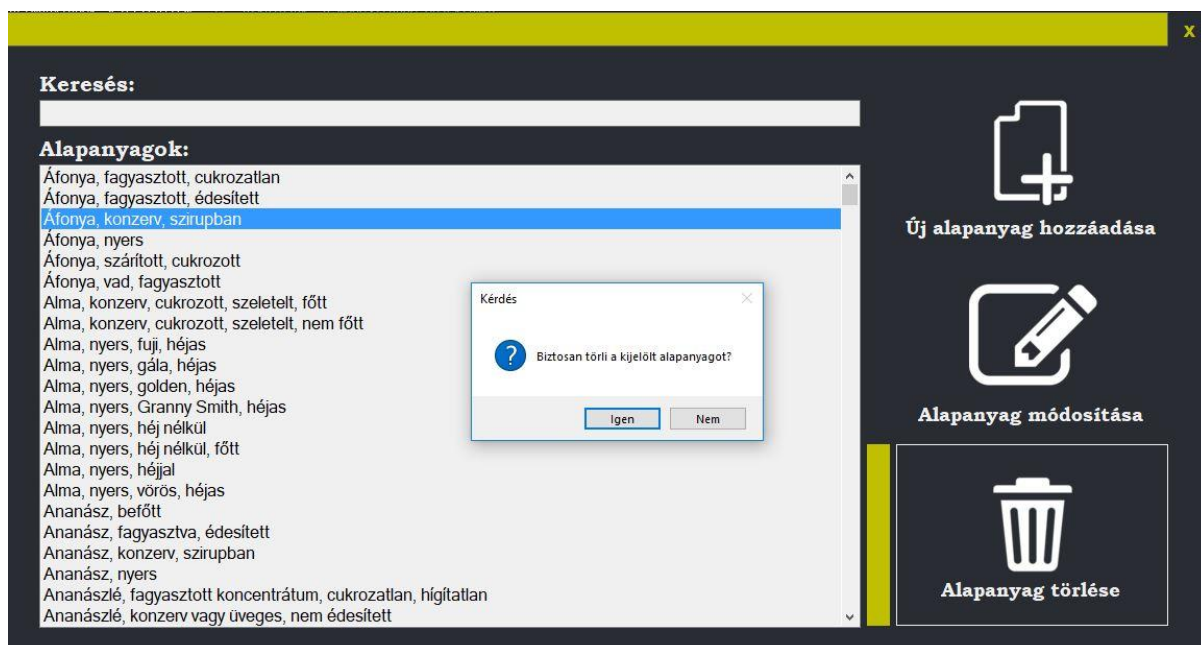 x
Keresés:
Alapanyagok:
Áfonya, fagyasztott, cukrozatlan
Áfonya, fagyasztott, édesített
Áfonya, konzerv, szirupban
Áfonya, nyers
Áfonya, szárított, cukrozott
Áfonya, vad, fagyasztott
Alma, konzerv, cukrozott, szeletelt, főtt
Alma, konzerv, cukrozott, szeletelt, nem főtt
Alma, nyers, fuji, héjas
Alma, nyers, gála, héjas
Alma, nyers, golden, héjas
Alma, nyers, Granny Smith, héjas
Alma, nyers, héj nélkül
Alma, nyers, héj nélkül, főtt
Alma, nyers, héjjal
Alma, nyers, vörös, héjas
Ananász, befőtt
Ananász, fagyasztva, édesített
Ananász, konzerv, szirupban
Ananász, nyers
Ananászlé, fagyasztott koncentrátum, cukrozatlan, hígítatlan
Ananászlé, konzerv vagy üveges, nem édesített
Kérdés
Biztosan törli a kijelölt alapanyagot?
Igen
Nem
Új alapanyag hozzáadása
Alapanyag módosítása
Alapanyag törlése